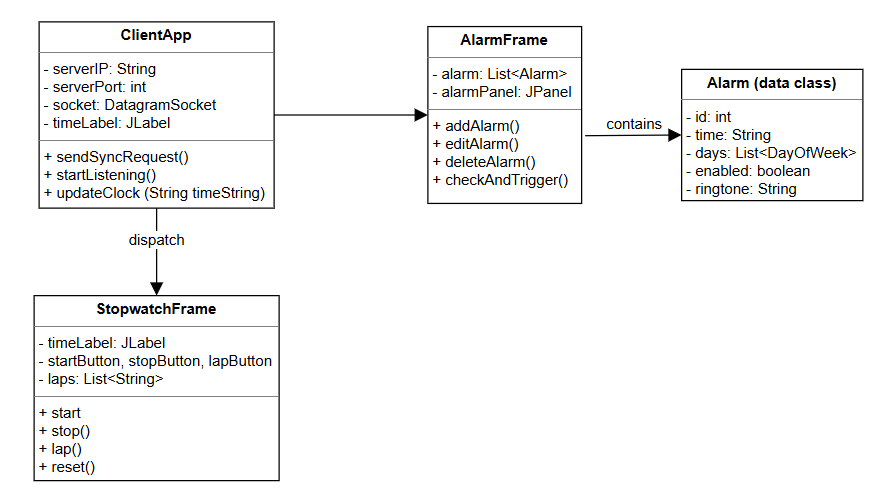 ClientApp
- serverIP: String
- serverPort: int
- socket: DatagramSocket
- timeLabel: JLabel
+ sendSyncRequest()
+ startListening()
+ updateClock (String timeString)
AlarmFrame
- alarm: List<Alarm>
- alarmPanel: JPanel
+ addAlarm()
+ editAlarm()
+ deleteAlarm()
+ checkAndTrigger()
contains
Alarm (data class)
- id: int
- time: String
- days: List<DayOfWeek>
- enabled: boolean
- ringtone: String
dispatch
StopwatchFrame
- timeLabel: JLabel
- startButton, stopButton, lapButton
- laps: List<String>
+ start
+ stop()
+ lap()
+ reset()